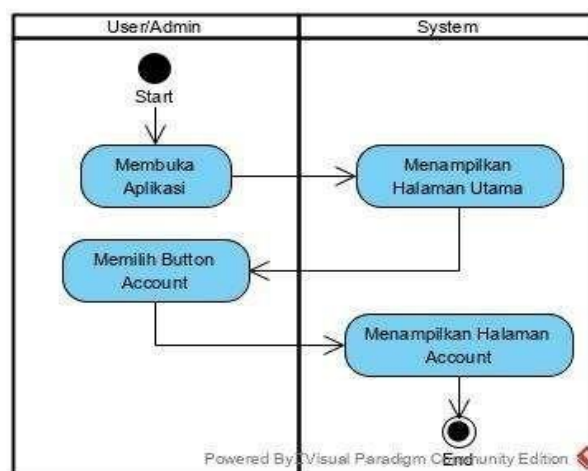 User/Admin
System
Start
Membuka
Aplikasi
Menampilkan
Halaman Utama
Memilih Button
Account
Menampilkan Halaman
Account
End
Powered By Visual Paradigm Community Edition